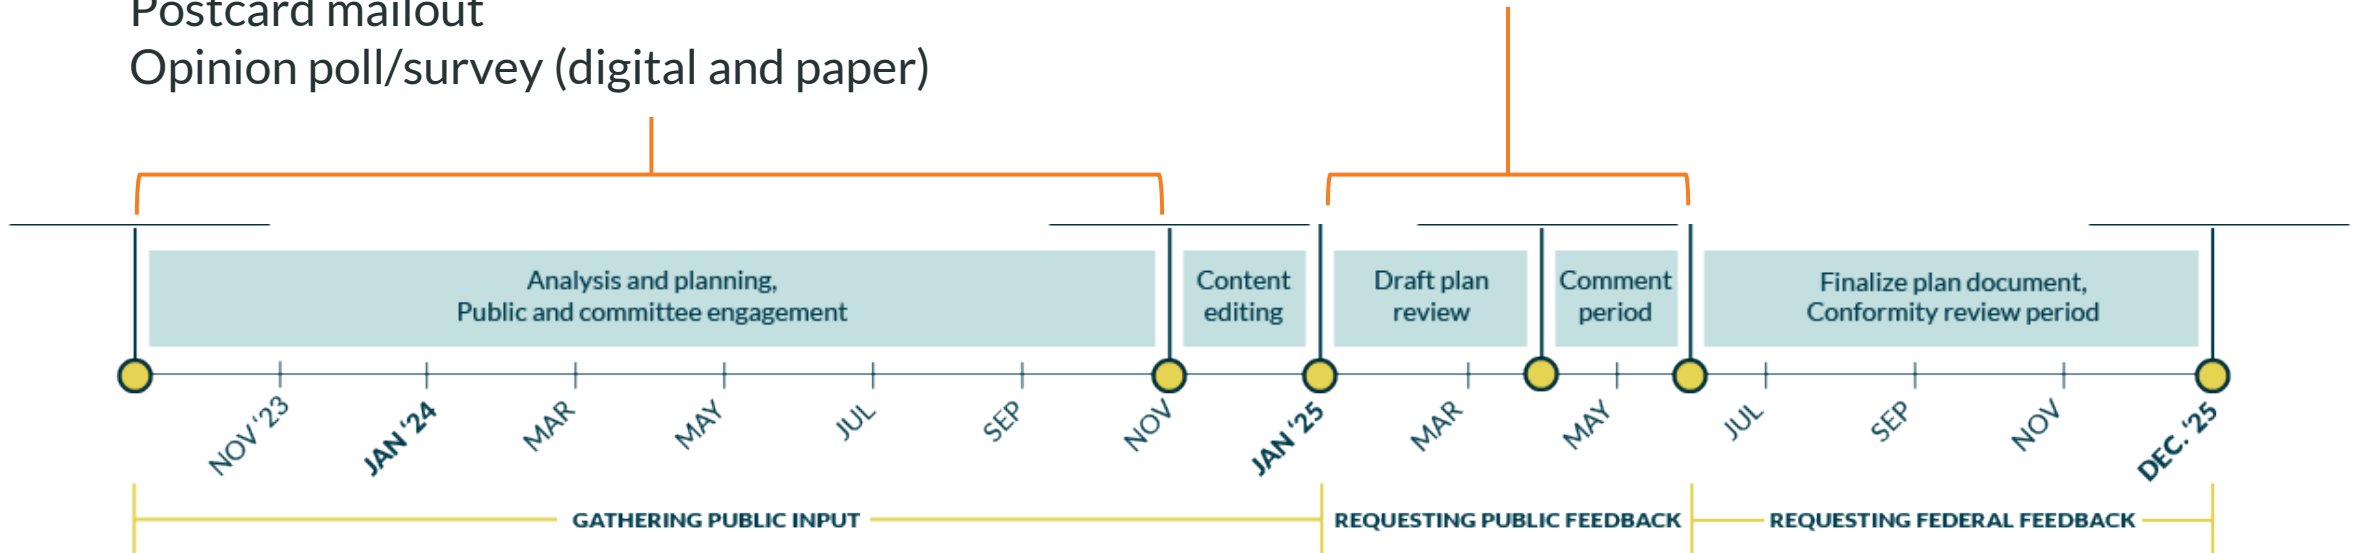 Postcard mailout
Opinion poll/survey (digital and paper)
Analysis and planning,
Public and committee engagement
Content
editing
Draft plan
review
Comment
period
Finalize plan document,
Conformity review period
NOV '23
JAN '24
MAR
MAY
JUL
SEP
NOV
JAN '25
MAR
MAY
JUL
SEP
NOV
DEC. '25
GATHERING PUBLIC INPUT
REQUESTING PUBLIC FEEDBACK
REQUESTING FEDERAL FEEDBACK